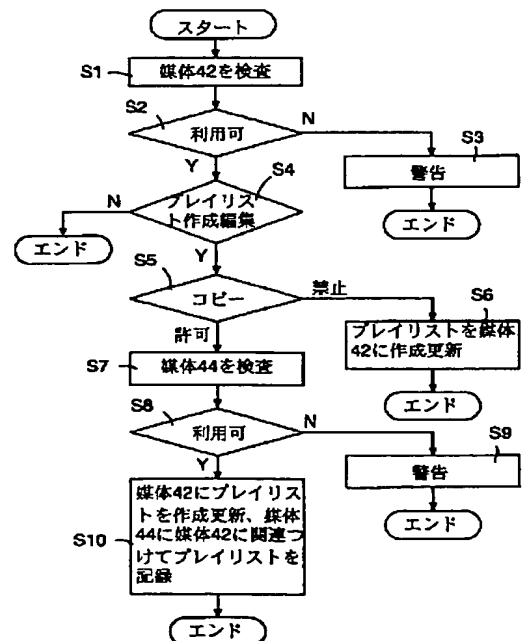 スタート
S1
媒体42を検査
S2
利用可
N
Y
S3
警告
エンド
S4
プレイリス
ト作成編集
N
エンド
Y
S5
コピー
禁止
許可
S6
プレイリストを媒体
42に作成更新
エンド
S7
媒体44を検査
S8
利用可
N
Y
S9
警告
エンド
S10
媒体42にプレイリス
トを作成更新、媒体
44に媒体42に関連つ
けてプレイリストを
記録
エンド